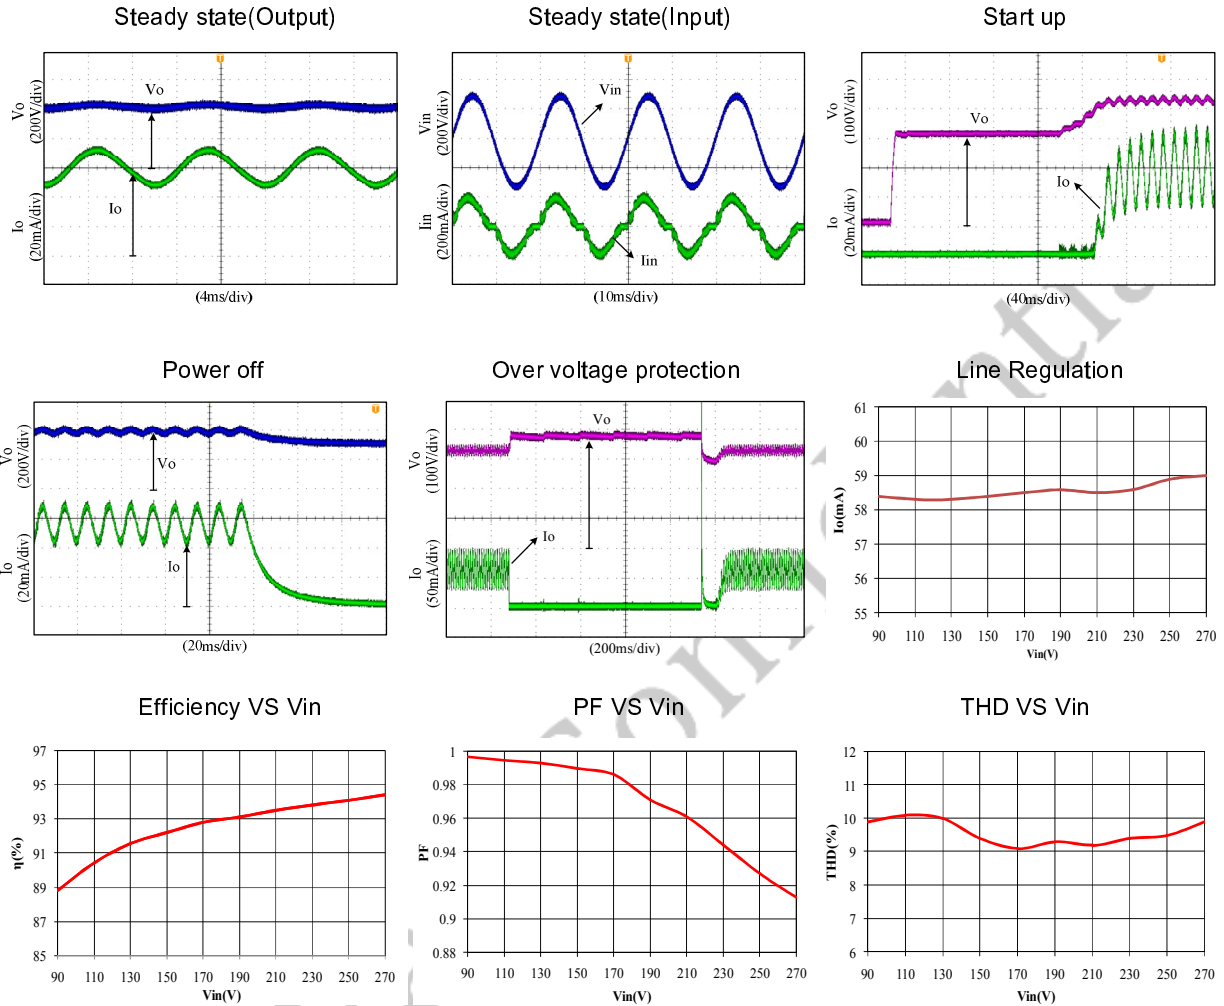 Steady state(Output)
Steady state(Input)
Start up
T
Vo
(200V/div)
Vo
Io
(20mA/div)
Io
(4ms/div)
T
Vin
(200V/div)
Vin
Iin
(200mA/div)
Iin
(10ms/div)
T
Vo
(100V/div)
Vo
Io
(20mA/div)
Io
(40ms/div)
Power off
Over voltage protection
Line Regulation
T
Vo
(200V/div)
Vo
Io
(20mA/div)
Io
(20ms/div)
Vo
(100V/div)
Vo
Io
(50mA/div)
Io
(200ms/div)
61
60
59
58
57
56
55
Io(mA)
90 110 130 150 170 190 210 230 250 270
Vin(V)
Efficiency VS Vin
PF VS Vin
THD VS Vin
97
95
93
91
89
87
85
η(%)
90 110 130 150 170 190 210 230 250 270
Vin(V)
1
0.98
0.96
0.94
0.92
0.9
0.88
PF
90 110 130 150 170 190 210 230 250 270
Vin(V)
12
11
10
9
8
7
6
THD(%)
90 110 130 150 170 190 210 230 250 270
Vin(V)